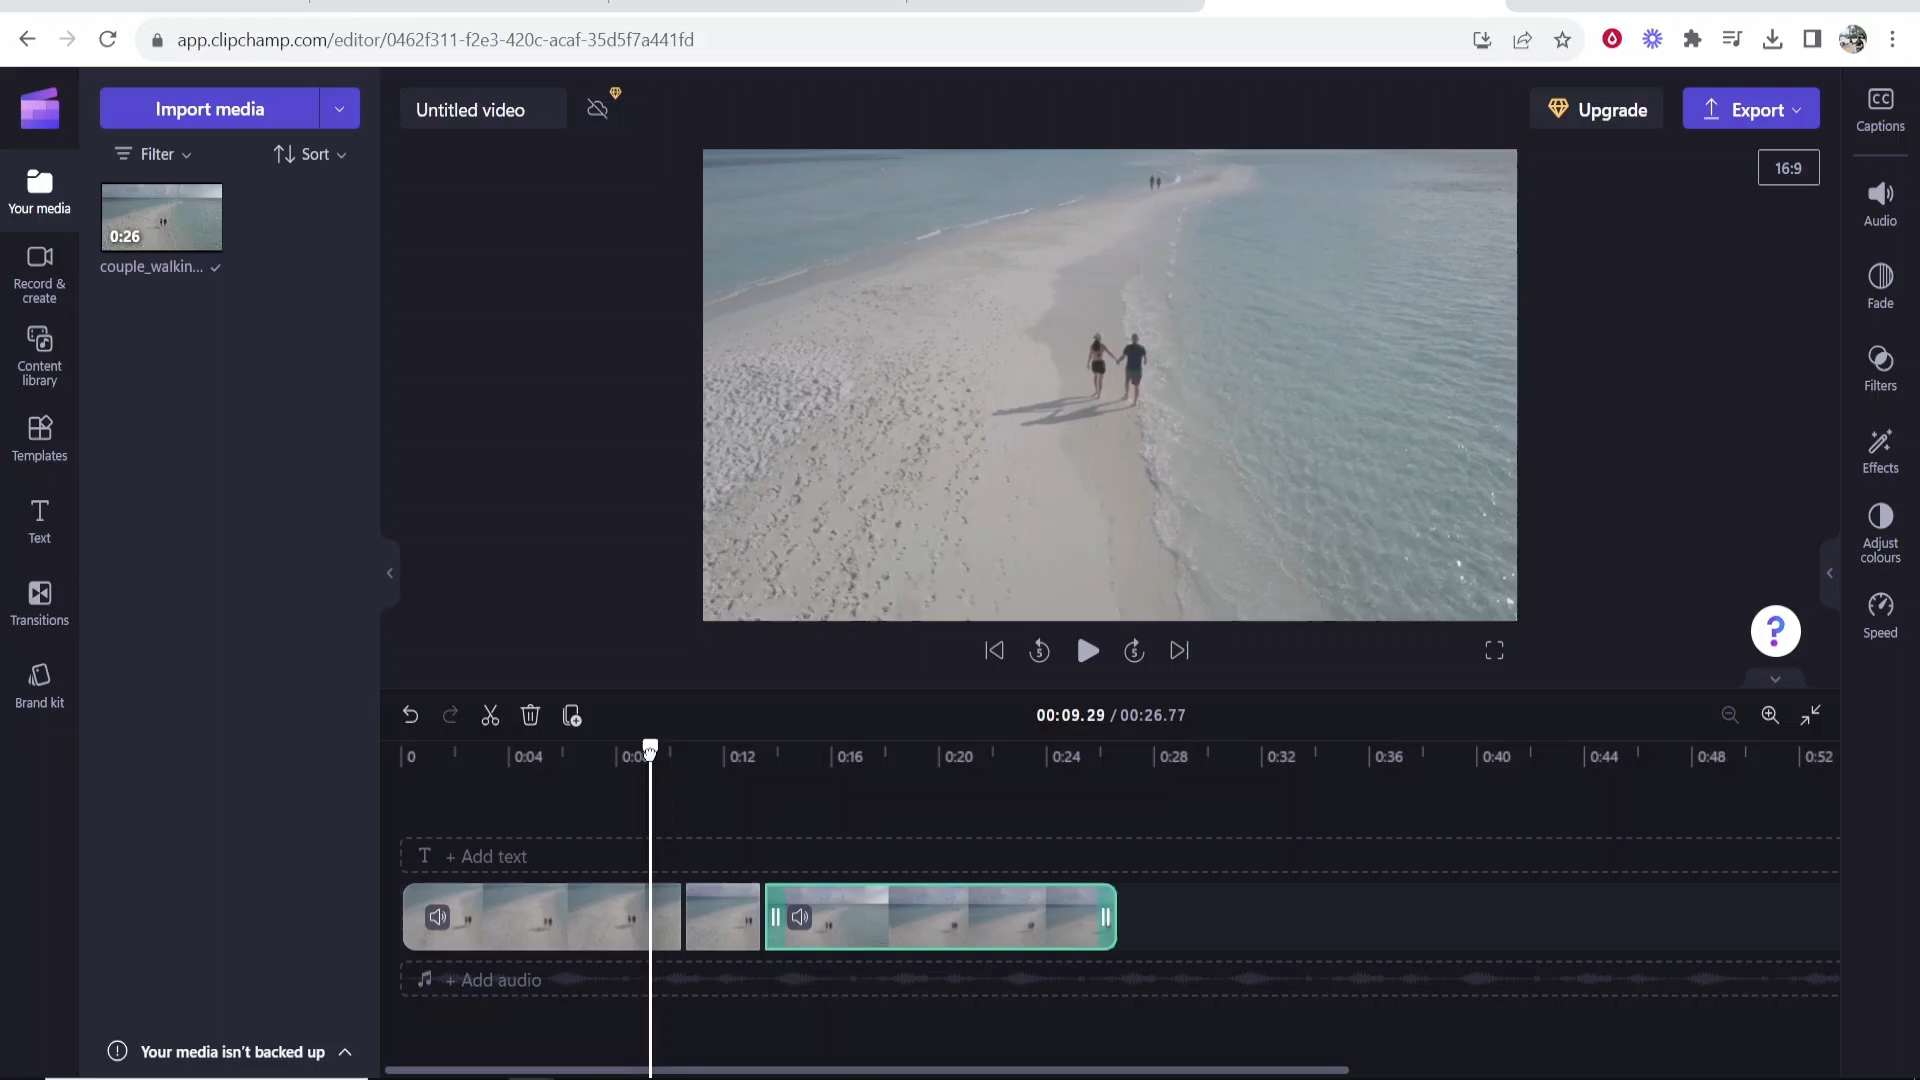 app.clipchamp.com/editor/0462f311-f2e3-420c-acaf-35d5f7a441fd
Import media
Filter
Sort
0:26
couple_walkin...
Your media
Record &
create
Content
library
Templates
Text
Transitions
Brand kit
Your media isn't backed up
Untitled video
Upgrade
Export
16:9
CC
Captions
Audio
Fade
Filters
Effects
Adjust
colours
Speed
5
5
?
00:09.29 / 00:26.77
0
0:04
0:12
0:16
0:20
0:24
0:28
0:32
0:36
0:40
0:44
0:48
0:52
T + Add text
+ Add audio